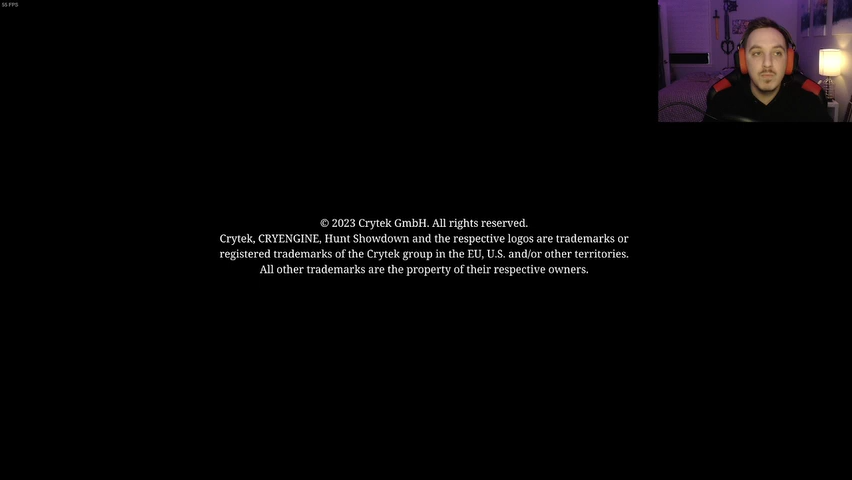 55 FPS
© 2023 Crytek GmbH. All rights reserved.
Crytek, CRYENGINE, Hunt Showdown and the respective logos are trademarks or
registered trademarks of the Crytek group in the EU, U.S. and/or other territories.
All other trademarks are the property of their respective owners.